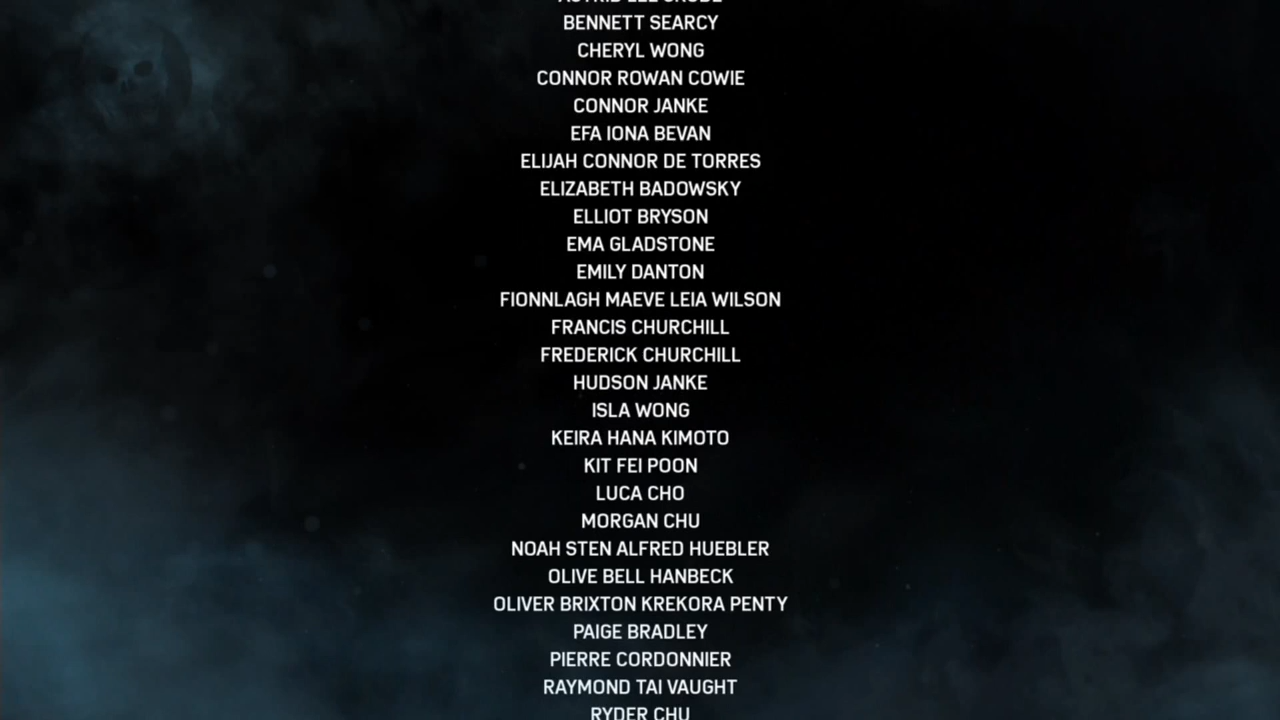 BENNETT SEARCY
CHERYL WONG
CONNOR ROWAN COWIE
CONNOR JANKE
EFA IONA BEVAN
ELIJAH CONNOR DE TORRES
ELIZABETH BADOWSKY
ELLIOT BRYSON
EMA GLADSTONE
EMILY DANTON
FIONNLAGH MAEVE LEIA WILSON
FRANCIS CHURCHILL
FREDERICK CHURCHILL
HUDSON JANKE
ISLA WONG
KEIRA HANA KIMOTO
KIT FEI POON
LUCA CHO
MORGAN CHU
NOAH STEN ALFRED HUEBLER
OLIVE BELL HANBECK
OLIVER BRIXTON KREKORA PENTY
PAIGE BRADLEY
PIERRE CORDONNIER
RAYMOND TAI VAUGHT
RYDER CHU